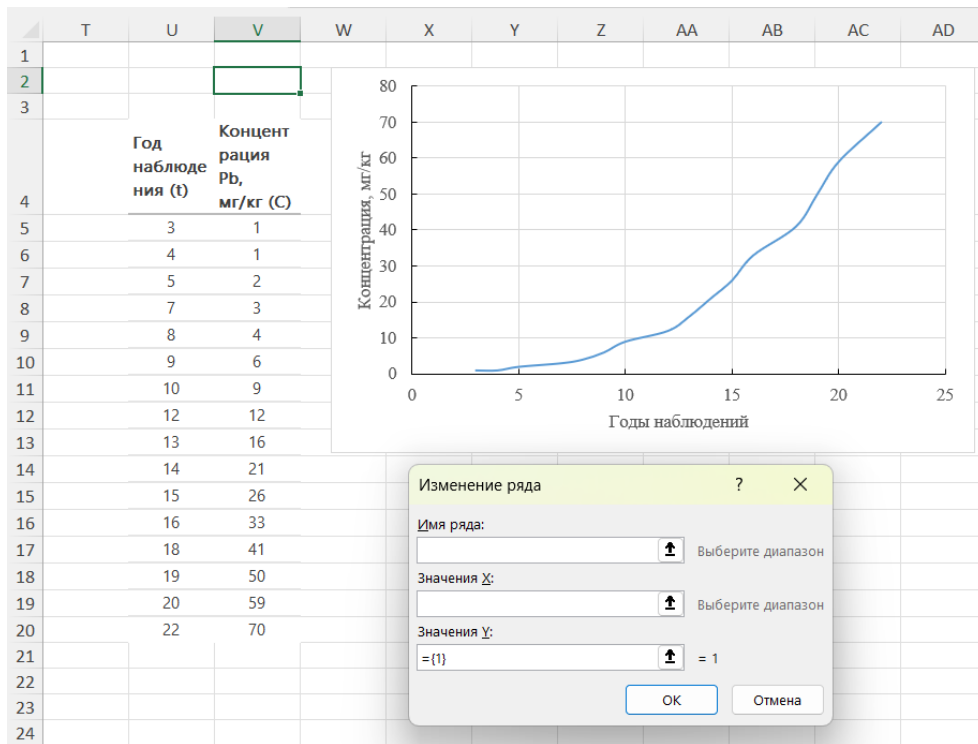 T U V W X Y Z AA AB AC AD
1
2
3
4 Год наблюде ния (t) Концент рация Pb, мг/кг (C)
5 3 1
6 4 1
7 5 2
8 7 3
9 8 4
10 9 6
11 10 9
12 12 12
13 13 16
14 14 21
15 15 26
16 16 33
17 18 41
18 19 50
19 20 59
20 22 70
21
22
23
24
80
70
60
50
40
30
20
10
0
Концентрация, мг/кг
0 5 10 15 20 25
Годы наблюдений
Изменение ряда ?
Имя ряда:
Выберите диапазон
Значения X:
Выберите диапазон
Значения Y:
={1} = 1
ОК Отмена